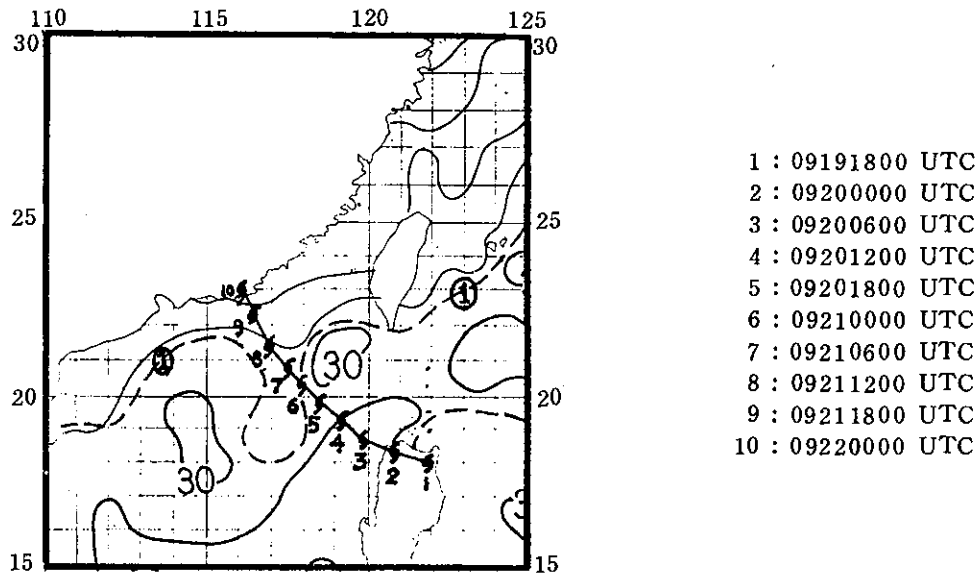 110 115 120 125
30 30
25 25
20 20
15 15
1
1
30
30
10
9
8
7
6
5
4
3
2
1
1 : 09191800 UTC
2 : 09200000 UTC
3 : 09200600 UTC
4 : 09201200 UTC
5 : 09201800 UTC
6 : 09210000 UTC
7 : 09210600 UTC
8 : 09211200 UTC
9 : 09211800 UTC
10 : 09220000 UTC